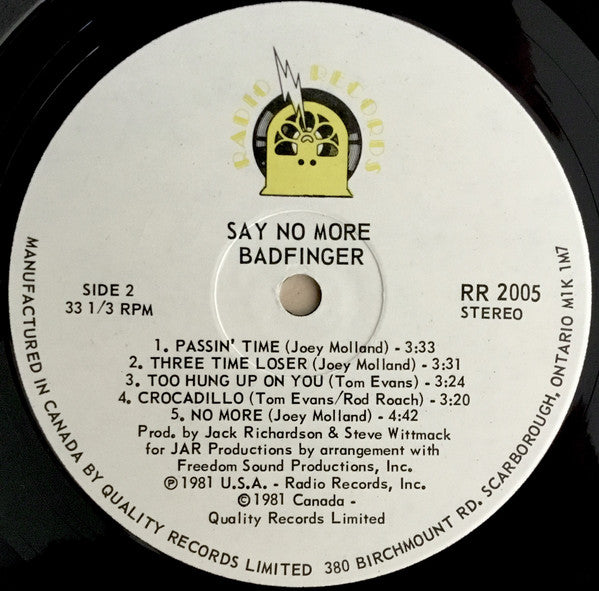 RADIO RECORDS
SAY NO MORE
BADFINGER
SIDE 2
33 1/3 RPM
RR 2005
STEREO
1. PASSIN' TIME (Joey Molland) - 3:33
2. THREE TIME LOSER (Joey Molland) - 3:31
3. TOO HUNG UP ON YOU (Tom Evans) - 3:24
4. CROCADILLO (Tom Evans/Rod Roach) - 3:20
5. NO MORE (Joey Molland) - 4:42
Prod. by Jack Richardson & Steve Wittmack
for JAR Productions by arrangement with
Freedom Sound Productions, Inc.
℗1981 U.S.A. - Radio Records, Inc.
©1981 Canada -
Quality Records Limited
MANUFACTURED IN CANADA BY QUALITY RECORDS LIMITED 380 BIRCHMOUNT RD. SCARBOROUGH, ONTARIO M1K 1M7